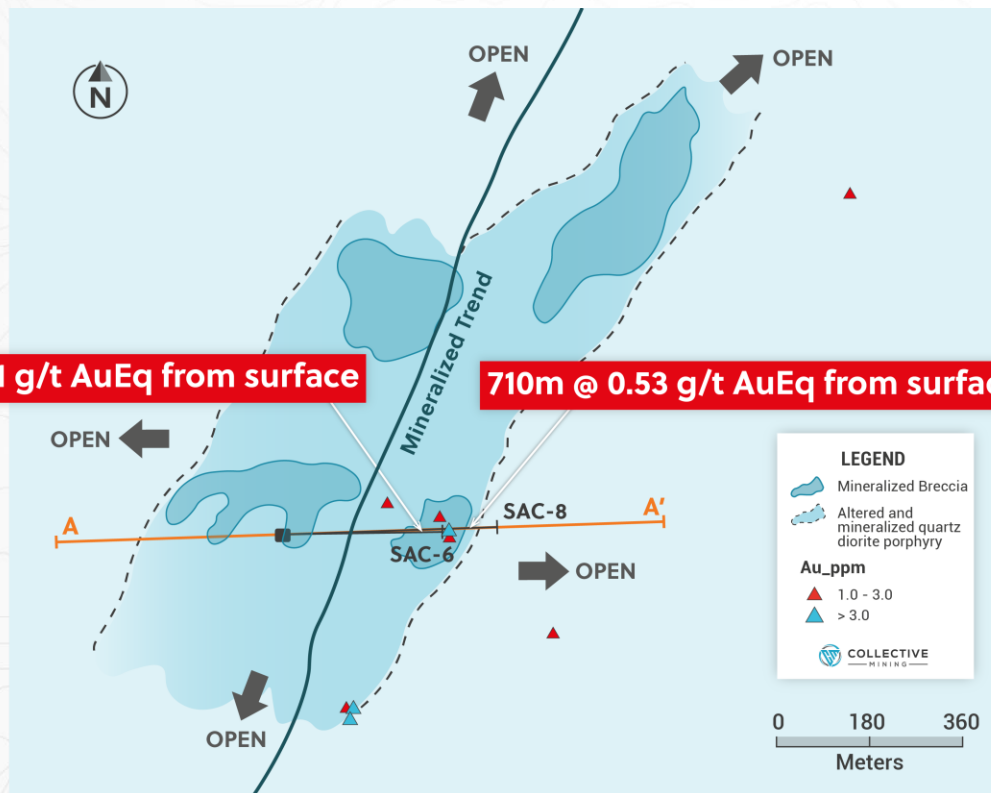 OPEN
OPEN
N
Mineralized Trend
g/t AuEq from surface
710m @ 0.53 g/t AuEq from
OPEN
A
SAC-8
A'
SAC-6
OPEN
OPEN
LEGEND
Mineralized Breccia
Altered and
mineralized quartz
diorite porphyry
Au_ppm
1.0 - 3.0
> 3.0
COLLECTIVE
MINING
0 180 360
Meters